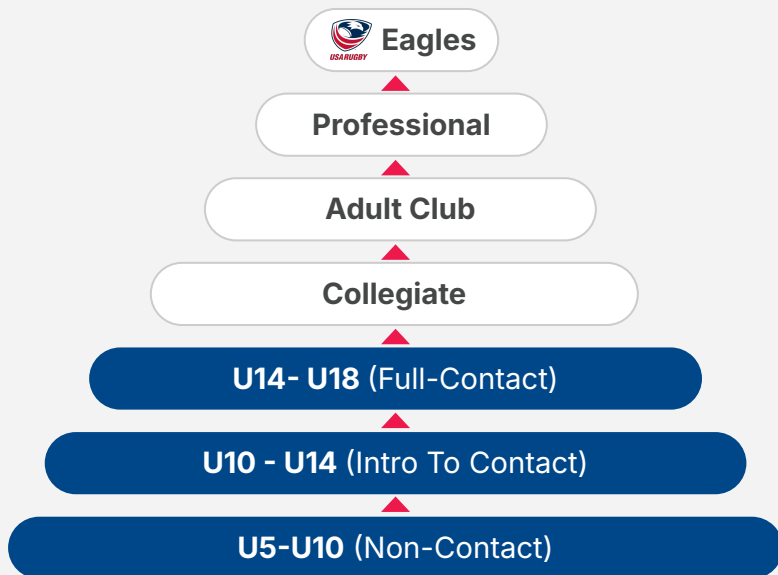 USA RUGBY
Eagles
Professional
Adult Club
Collegiate
U14- U18 (Full-Contact)
U10 - U14 (Intro To Contact)
U5-U10 (Non-Contact)